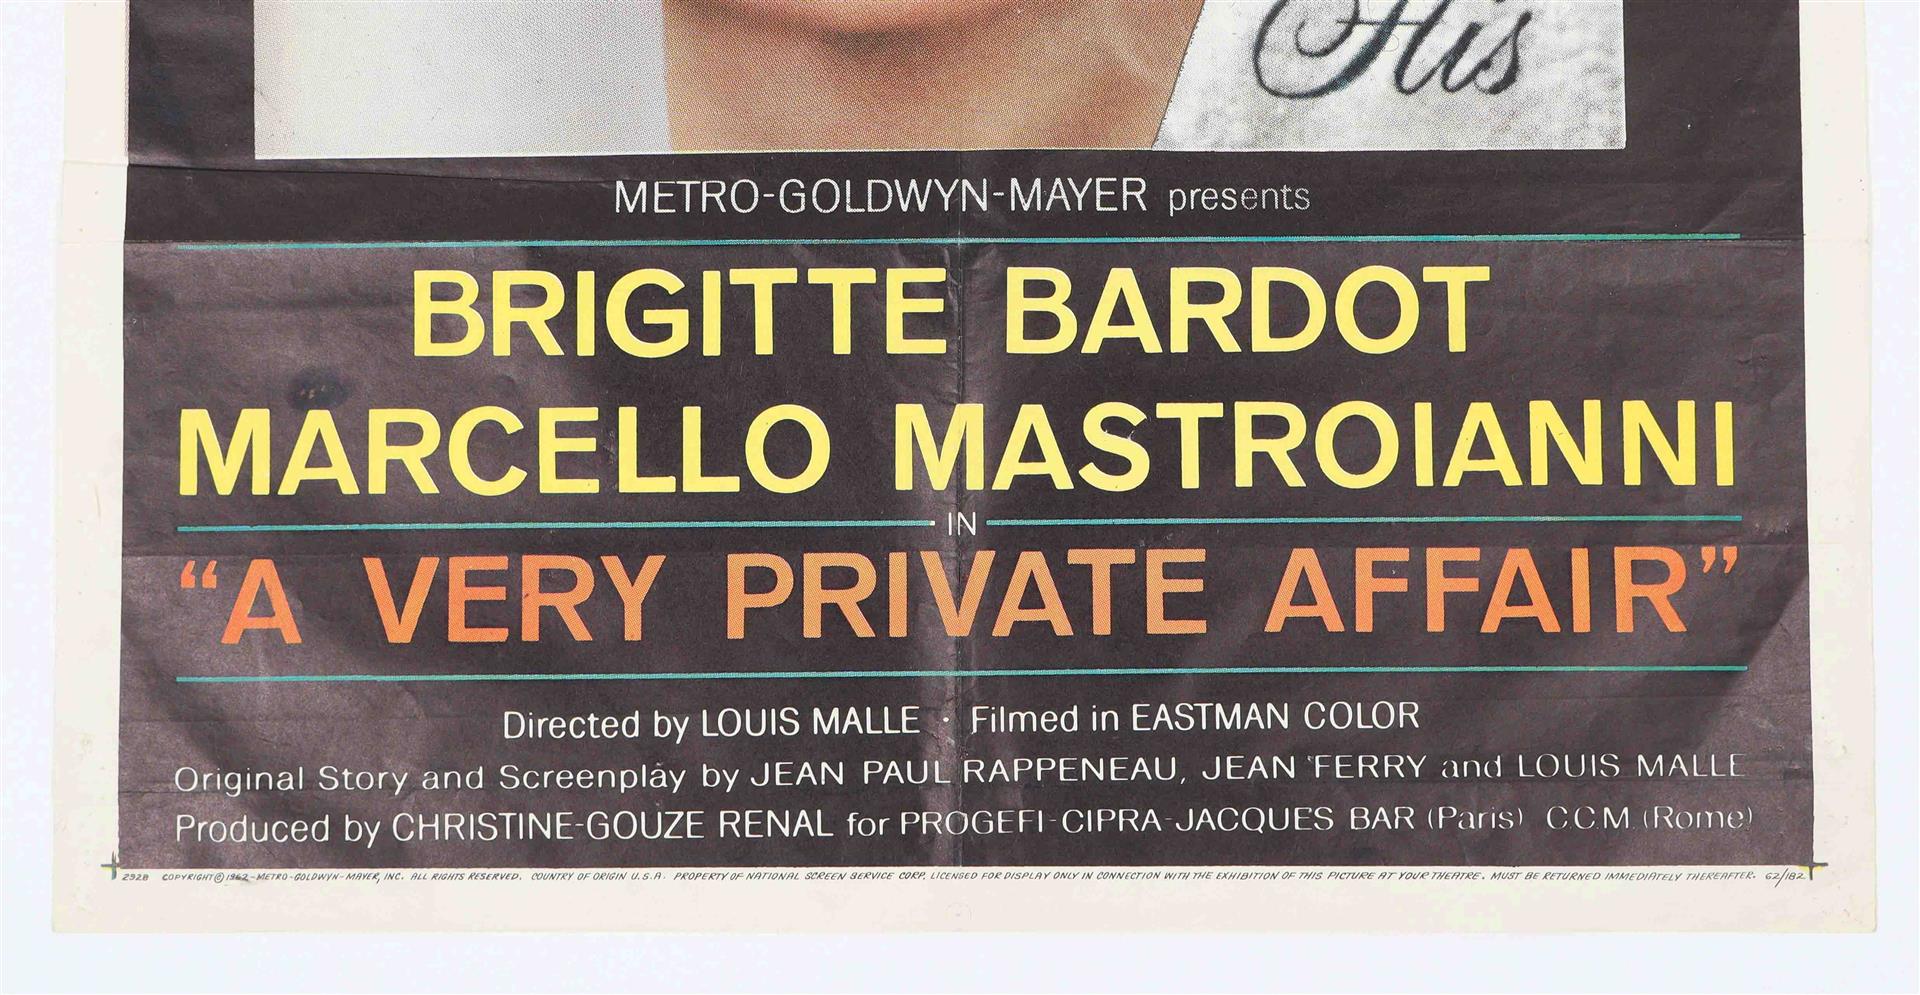 His
METRO-GOLDWYN-MAYER presents
BRIGITTE BARDOT
MARCELLO MASTROIANNI
IN
“A VERY PRIVATE AFFAIR”
Directed by LOUIS MALLE · Filmed in EASTMAN COLOR
Original Story and Screenplay by JEAN PAUL RAPPENEAU, JEAN FERRY and LOUIS MALLE
Produced by CHRISTINE-GOUZE RENAL for PROGEFI-CIPRA-JACQUES BAR (Paris) C.C.M. (Rome)
2328 COPYRIGHT © 1962-METRO-GOLDWYN-MAYER, INC. ALL RIGHTS RESERVED. COUNTRY OF ORIGIN U.S.A. PROPERTY OF NATIONAL SCREEN SERVICE CORP. LICENSED FOR DISPLAY ONLY IN CONNECTION WITH THE EXHIBITION OF THIS PICTURE AT YOUR THEATRE. MUST BE RETURNED IMMEDIATELY THEREAFTER. 62/182